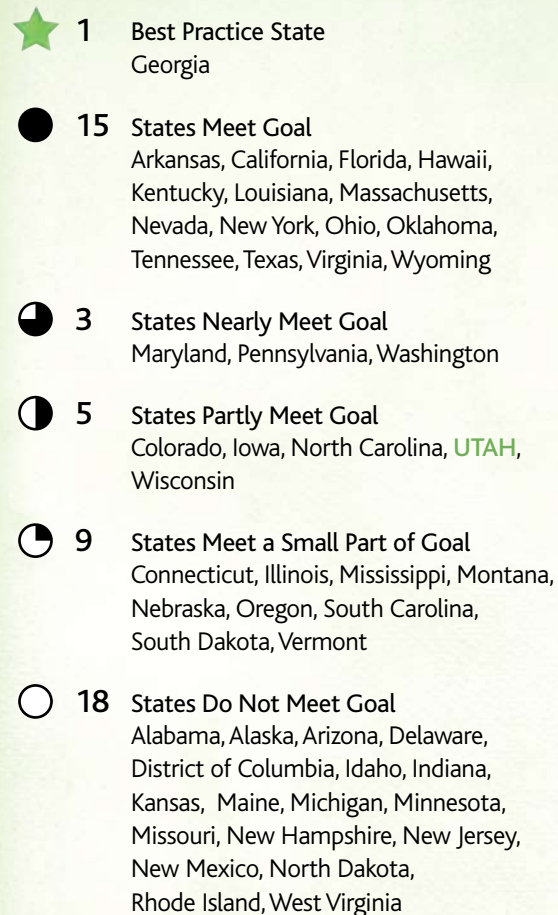 1 Best Practice State
Georgia
15 States Meet Goal
Arkansas, California, Florida, Hawaii,
Kentucky, Louisiana, Massachusetts,
Nevada, New York, Ohio, Oklahoma,
Tennessee, Texas, Virginia, Wyoming
3 States Nearly Meet Goal
Maryland, Pennsylvania, Washington
5 States Partly Meet Goal
Colorado, Iowa, North Carolina, UTAH,
Wisconsin
9 States Meet a Small Part of Goal
Connecticut, Illinois, Mississippi, Montana,
Nebraska, Oregon, South Carolina,
South Dakota, Vermont
18 States Do Not Meet Goal
Alabama, Alaska, Arizona, Delaware,
District of Columbia, Idaho, Indiana,
Kansas, Maine, Michigan, Minnesota,
Missouri, New Hampshire, New Jersey,
New Mexico, North Dakota,
Rhode Island, West Virginia